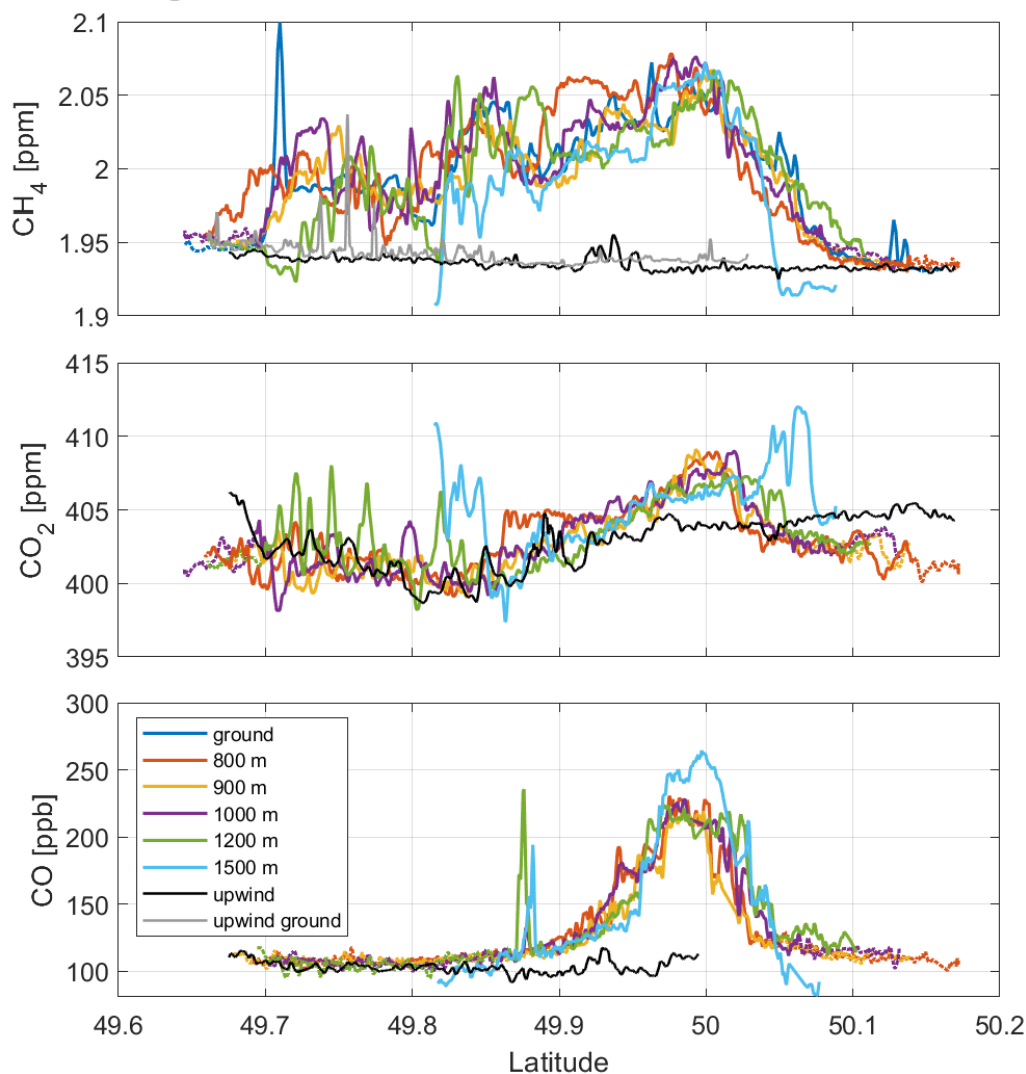 2.1
2.05
2
1.95
1.9
CH4 [ppm]
415
410
405
400
395
CO2 [ppm]
300
250
200
150
100
CO [ppb]
ground
800 m
900 m
1000 m
1200 m
1500 m
upwind
upwind ground
49.6 49.7 49.8 49.9 50 50.1 50.2
Latitude